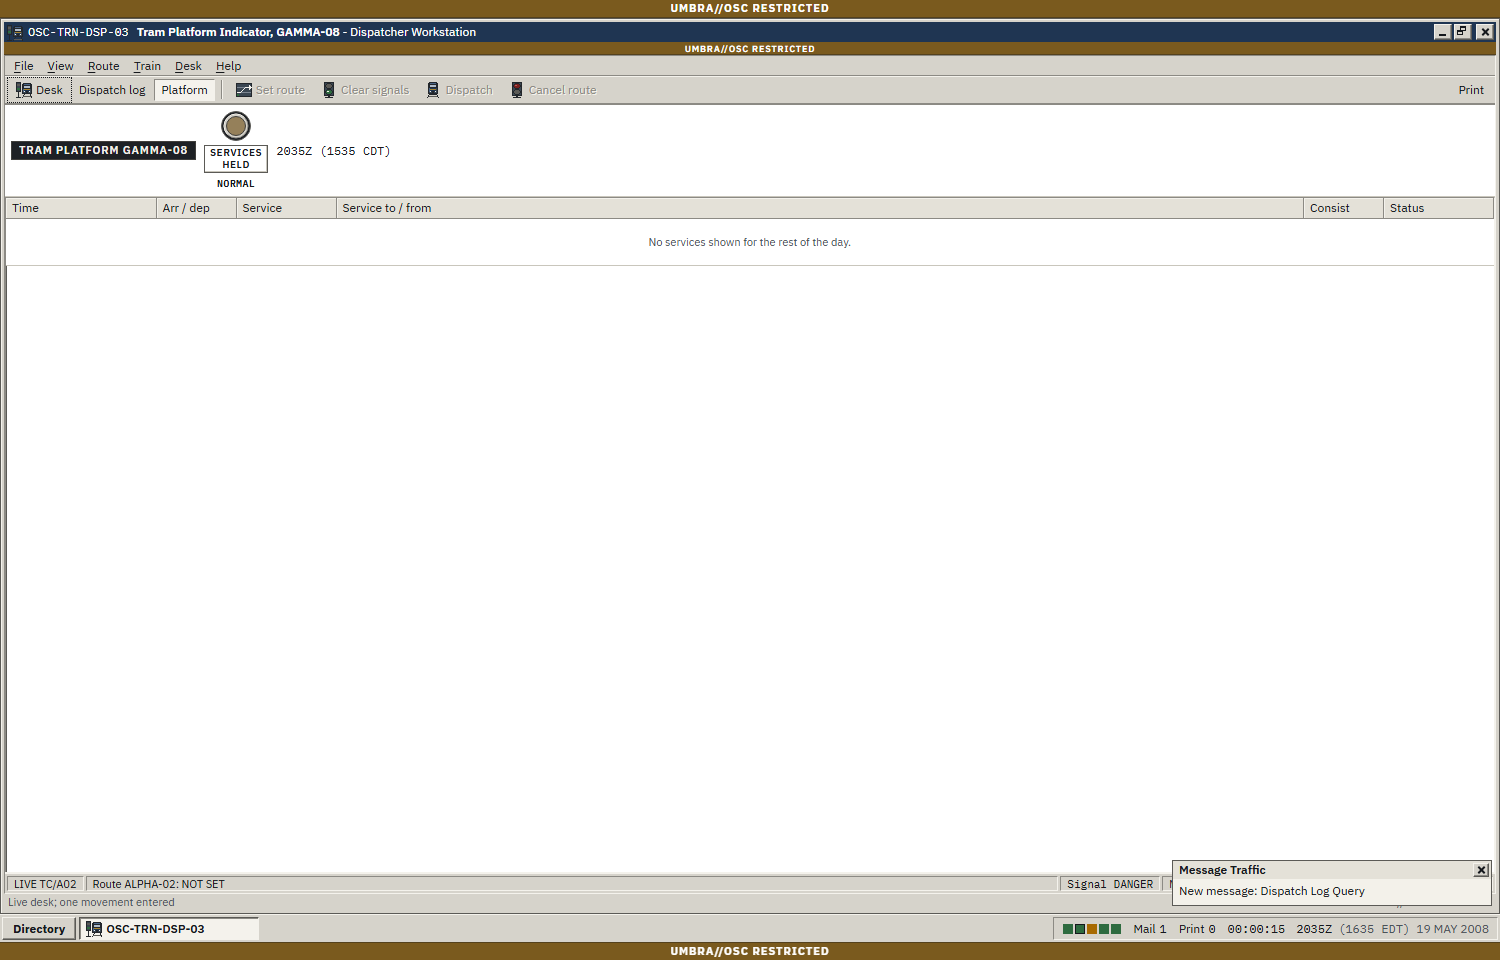 UMBRA//OSC RESTRICTED
OSC-TRN-DSP-03 Tram Platform Indicator, GAMMA-08 - Dispatcher Workstation
UMBRA//OSC RESTRICTED
File View Route Train Desk Help
Desk Dispatch log Platform Set route Clear signals Dispatch Cancel route Print
TRAM PLATFORM GAMMA-08
SERVICES
HELD
NORMAL
2035Z (1535 CDT)
Time Arr / dep Service Service to / from Consist Status
No services shown for the rest of the day.
Message Traffic
New message: Dispatch Log Query
LIVE TC/A02 Route ALPHA-02: NOT SET Signal DANGER
Live desk; one movement entered
Directory OSC-TRN-DSP-03 Mail 1 Print 0 00:00:15 2035Z (1635 EDT) 19 MAY 2008
UMBRA//OSC RESTRICTED